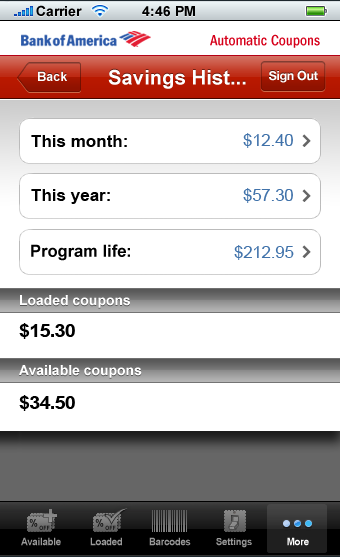 Carrier 4:46 PM
Bank of America Automatic Coupons
Back Savings Hist... Sign Out
This month: $12.40
This year: $57.30
Program life: $212.95
Loaded coupons
$15.30
Available coupons
$34.50
% OFF % OFF
Available Loaded Barcodes Settings More